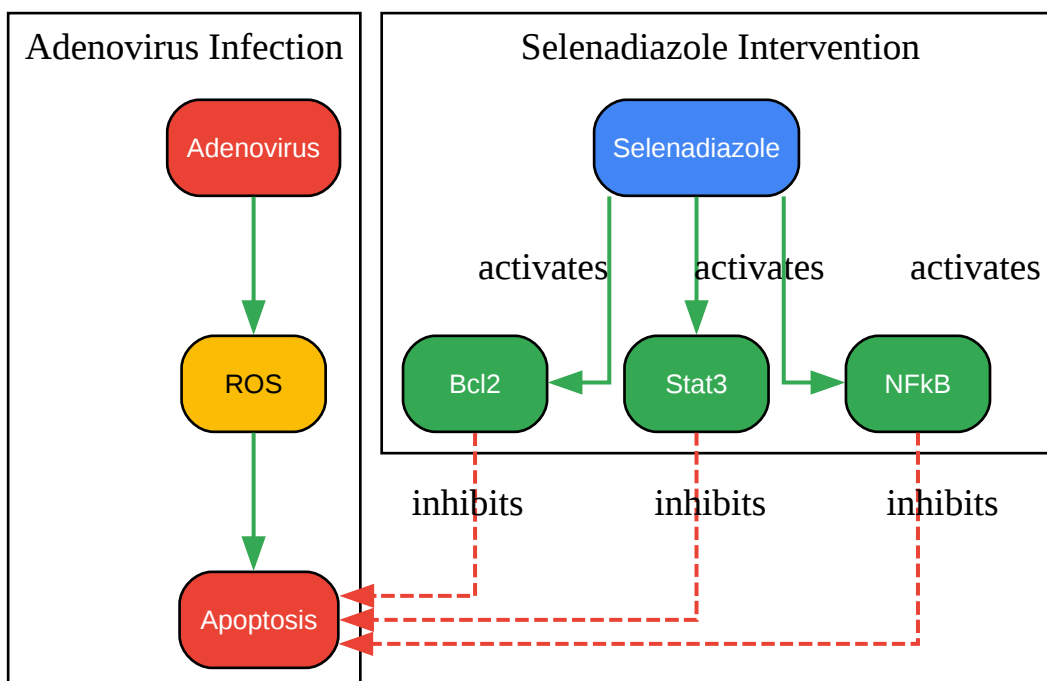 Adenovirus Infection
Selenadiazole Intervention
Adenovirus
Selenadiazole
activates
activates
activates
ROS
Bcl2
Stat3
NFkB
inhibits
inhibits
inhibits
Apoptosis